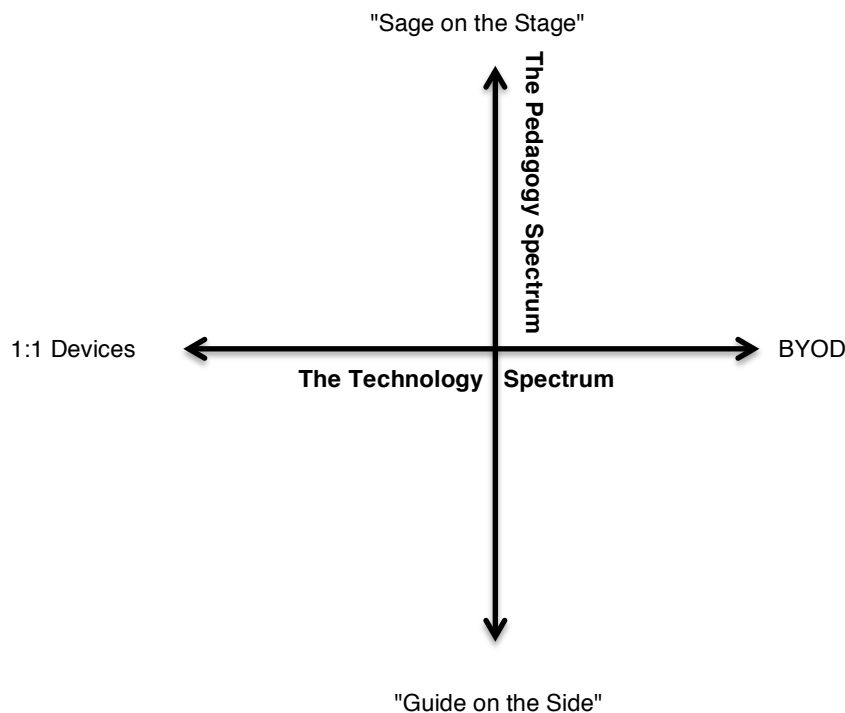 "Sage on the Stage"
The Pedagogy Spectrum
1:1 Devices
BYOD
The Technology Spectrum
"Guide on the Side"